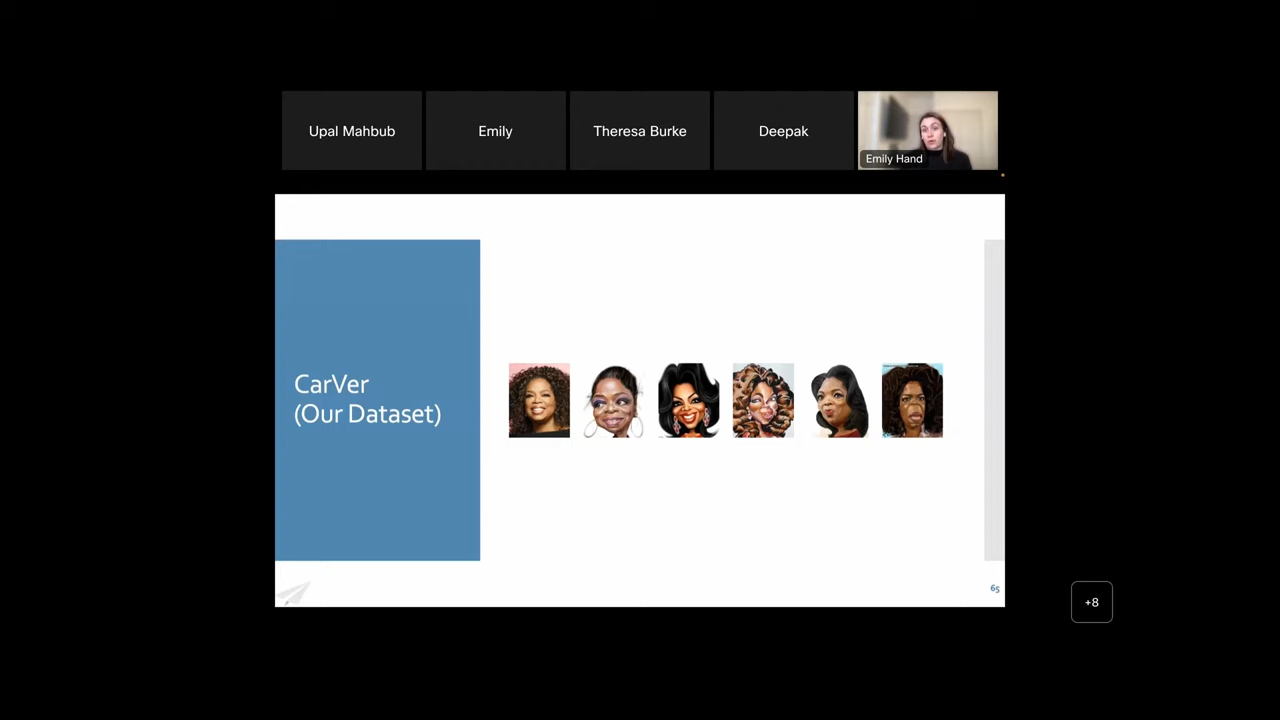 Upal Mahbub
Emily
Theresa Burke
Deepak
Emily Hand
CarVer
(Our Dataset)
65
+8